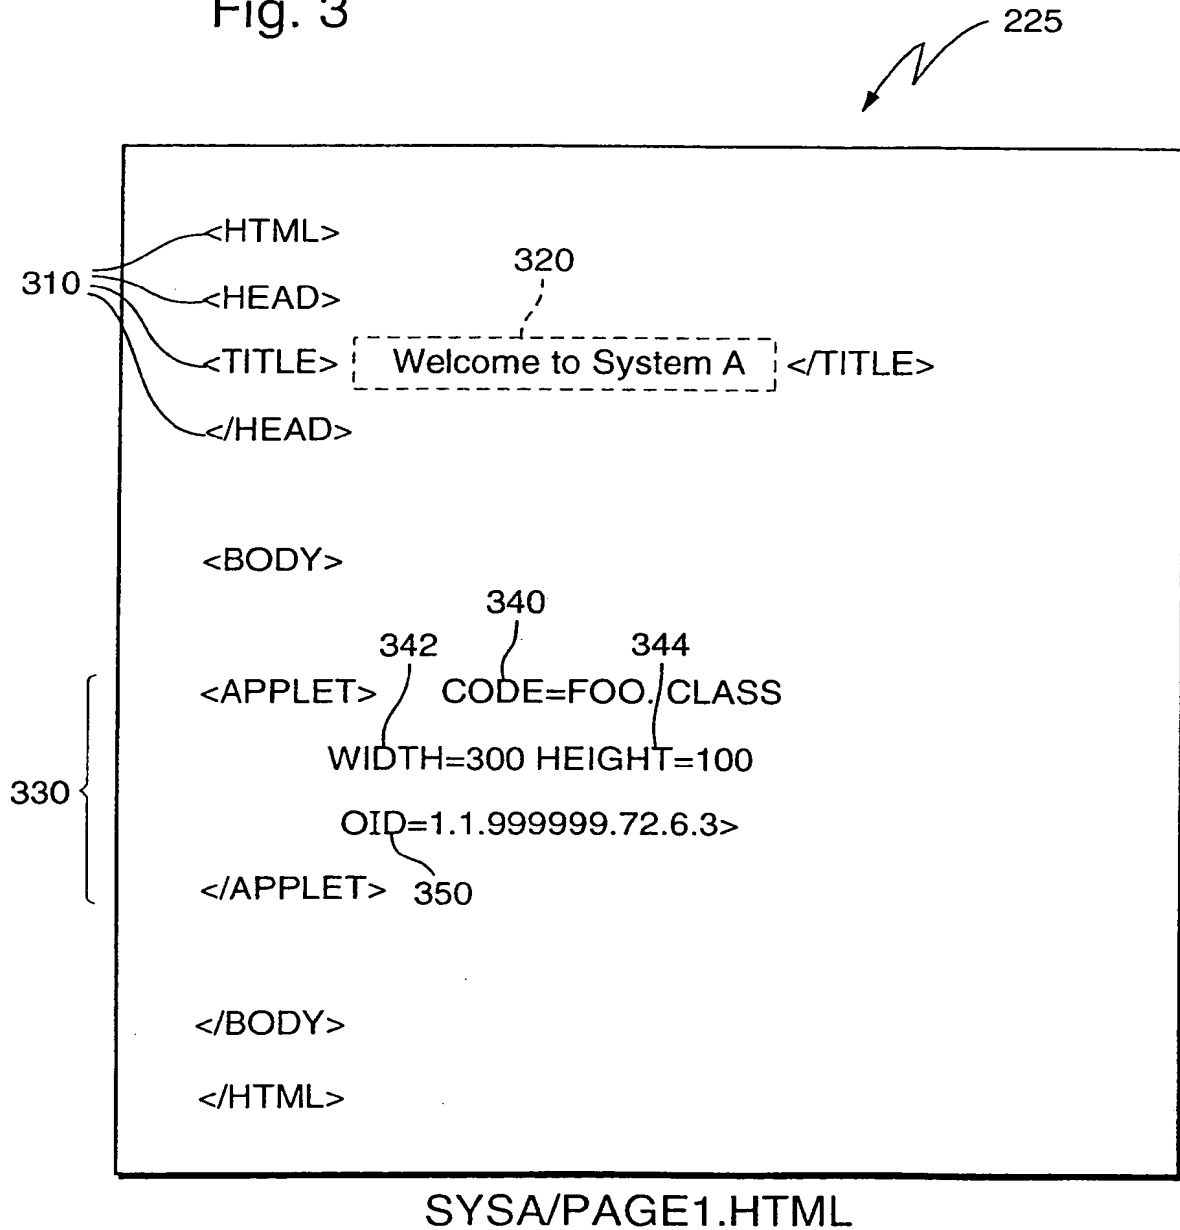 Fig. 3
225
<HTML>
320
310
<HEAD>
<TITLE> Welcome to System A </TITLE>
</HEAD>
<BODY>
340
342 344
<APPLET> CODE=FOO. CLASS
WIDTH=300 HEIGHT=100
330
OID=1.1.999999.72.6.3>
</APPLET> 350
</BODY>
</HTML>
SYSA/PAGE1.HTML